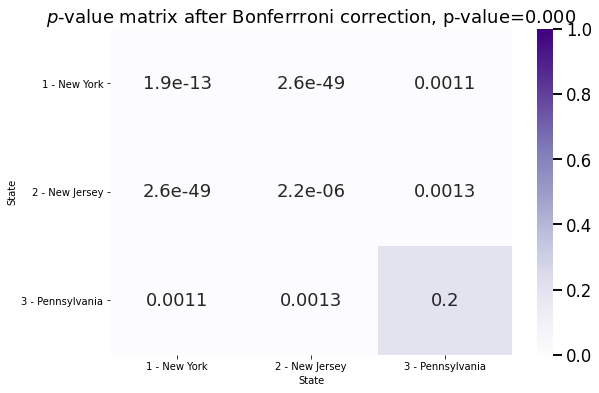 p-value matrix after Bonferrroni correction, p-value=0.000
1 - New York 1.9e-13 2.6e-49 0.0011
2 - New Jersey 2.6e-49 2.2e-06 0.0013
3 - Pennsylvania 0.0011 0.0013 0.2
State
1 - New York 2 - New Jersey 3 - Pennsylvania
State
1.0
0.8
0.6
0.4
0.2
0.0